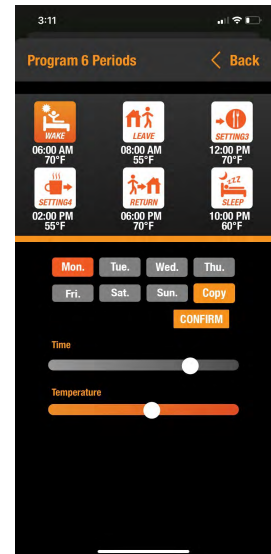 3:11
Program 6 Periods
Back
WAKE
LEAVE
SETTING3
06:00 AM
08:00 AM
12:00 PM
70°F
55°F
70°F
zzz
SETTING4
RETURN
SLEEP
02:00 PM
06:00 PM
10:00 PM
55°F
70°F
60°F
Mon. Tue. Wed. Thu.
Fri. Sat. Sun. Copy
CONFIRM
Time
Temperature